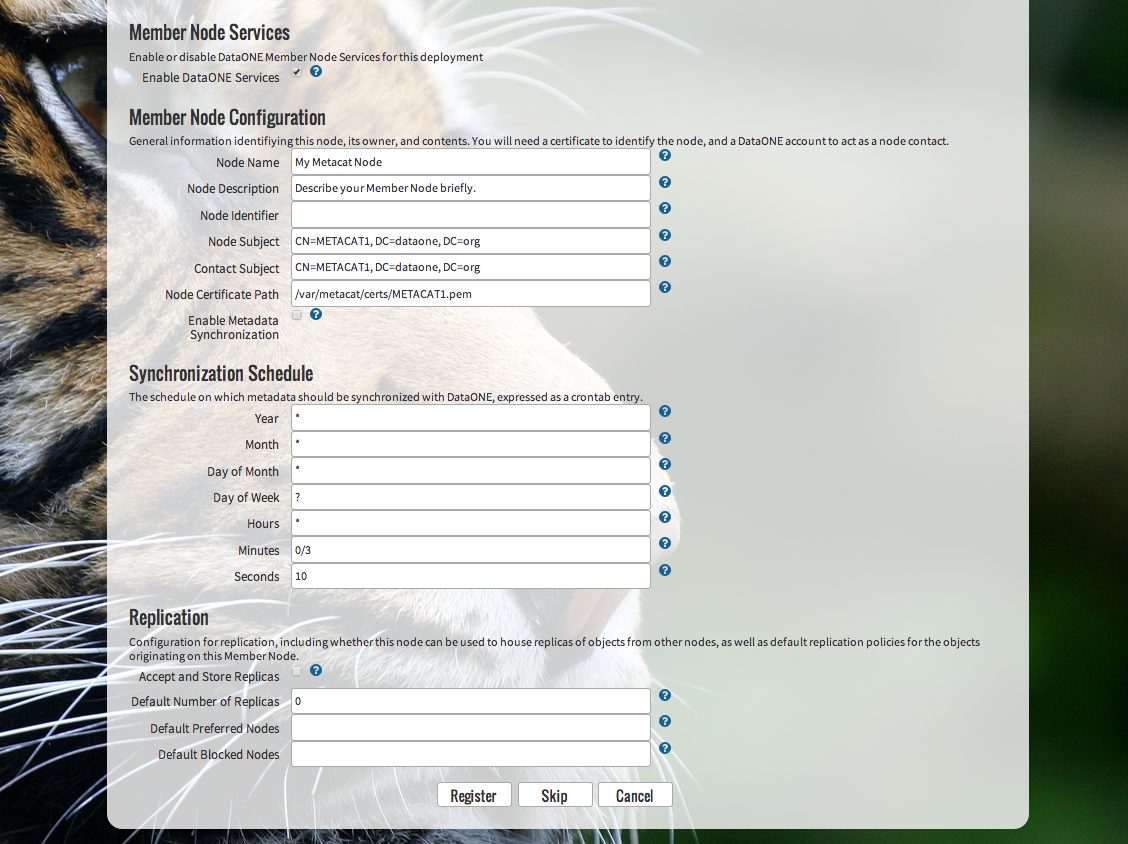 Member Node Services
Enable or disable DataONE Member Node Services for this deployment
Enable DataONE Services
Member Node Configuration
General information identifiying this node, its owner, and contents. You will need a certificate to identify the node, and a DataONE account to act as a node contact.
Node Name My Metacat Node
Node Description Describe your Member Node briefly.
Node Identifier
Node Subject CN=METACAT1, DC=dataone, DC=org
Contact Subject CN=METACAT1, DC=dataone, DC=org
Node Certificate Path /var/metacat/certs/METACAT1.pem
Enable Metadata
Synchronization
Synchronization Schedule
The schedule on which metadata should be synchronized with DataONE, expressed as a crontab entry.
Year *
Month *
Day of Month *
Day of Week ?
Hours *
Minutes 0/3
Seconds 10
Replication
Configuration for replication, including whether this node can be used to house replicas of objects from other nodes, as well as default replication policies for the objects
originating on this Member Node.
Accept and Store Replicas
Default Number of Replicas 0
Default Preferred Nodes
Default Blocked Nodes
Register Skip Cancel